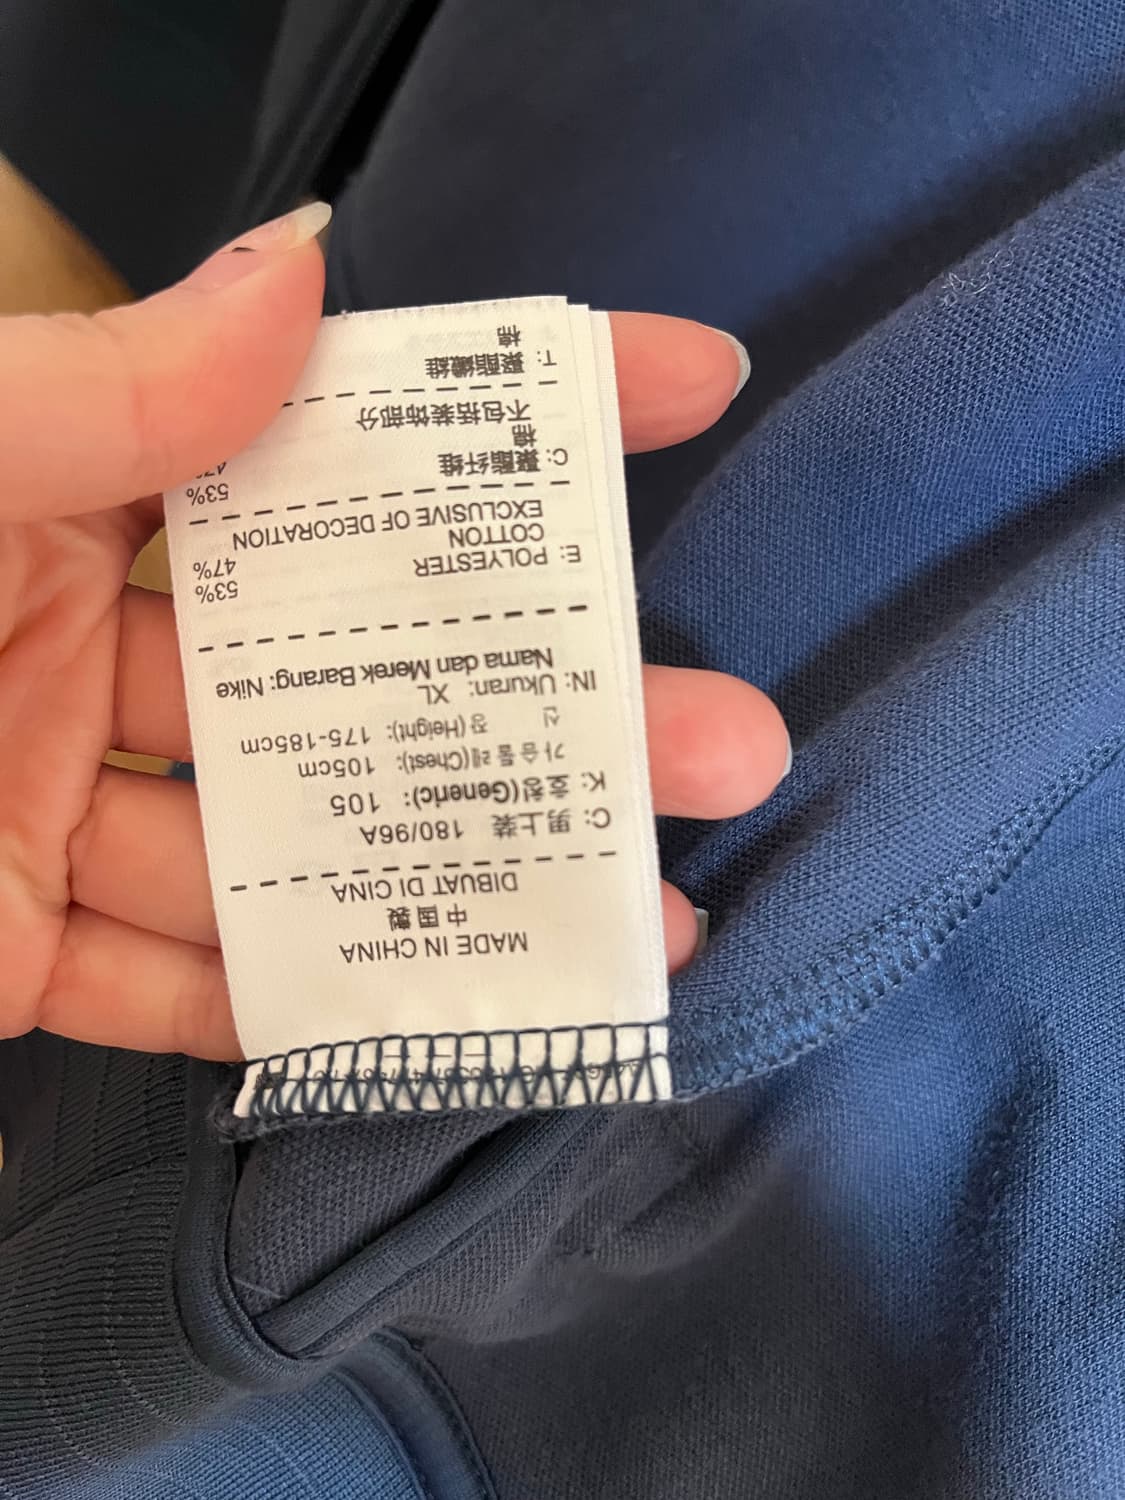 MADE IN CHINA
中国製
DIBUAT DI CINA
C: 男上装 180/96A
K: 호칭(Generic): 105
가슴둘레(Chest): 105cm
신 장(Height): 175-185cm
IN: Ukuran: XL
Nama dan Merek Barang: Nike
E: POLYESTER 53%
COTTON 47%
EXCLUSIVE OF DECORATION
C: 聚酯纤维 53%
棉 47%
不包括装饰部分
T: 聚酯纖維
棉